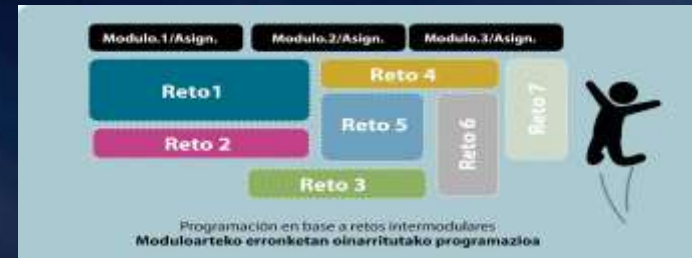 Modulo.1/Asign. Modulo.2/Asign. Modulo.3/Asign.
Reto1
Reto 4
Reto 7
Reto 5
Reto 6
Reto 2
Reto 3
Programación en base a retos intermodulares
Moduloarteko erronketan oinarritutako programazioa